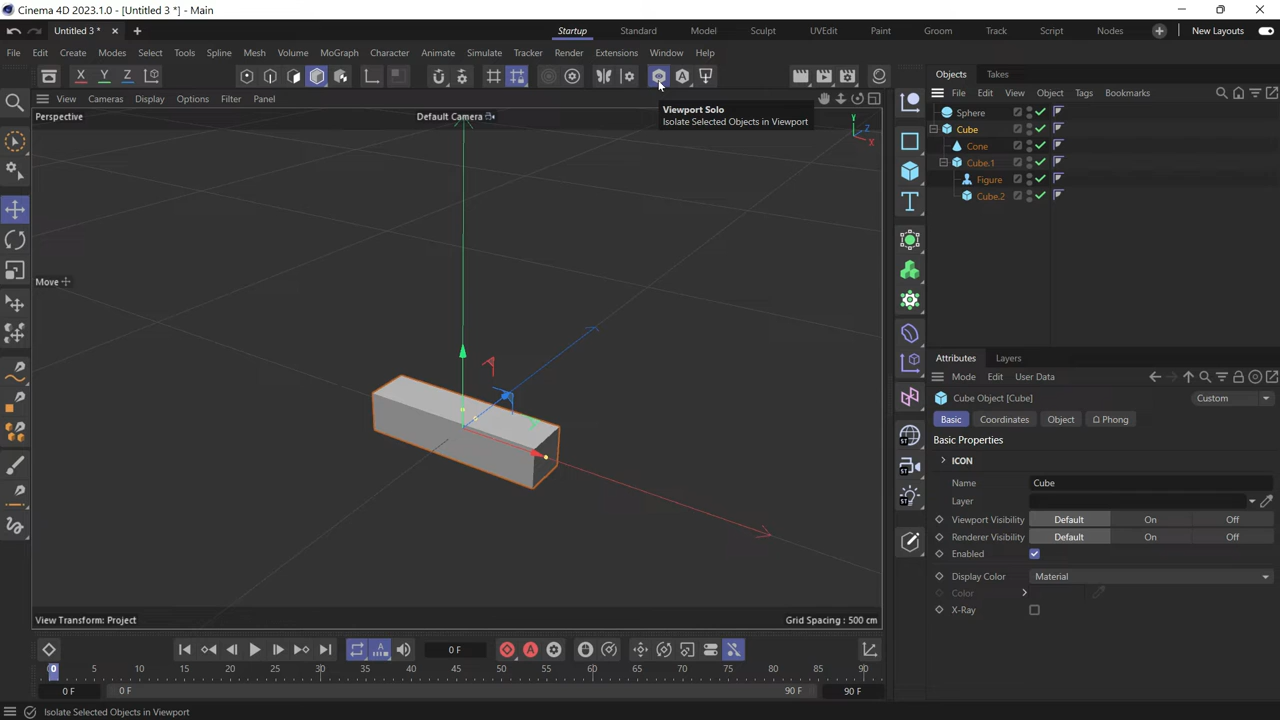 Cinema 4D 2023.1.0 - [Untitled 3 *] - Main
Untitled 3 *
Startup Standard Model Sculpt UVEdit Paint Groom Track Script Nodes New Layouts
File Edit Create Modes Select Tools Spline Mesh Volume MoGraph Character Animate Simulate Tracker Render Extensions Window Help
X Y Z
View Cameras Display Options Filter Panel
Perspective
Default Camera
Viewport Solo
Isolate Selected Objects in Viewport
Y
Z
X
Move
View Transform: Project
Grid Spacing : 500 cm
Objects Takes
File Edit View Object Tags Bookmarks
Sphere
Cube
Cone
Cube.1
Figure
Cube.2
Attributes Layers
Mode Edit User Data
Cube Object [Cube]
Custom
Basic Coordinates Object Phong
Basic Properties
ICON
Name Cube
Layer
Viewport Visibility Default On Off
Renderer Visibility Default On Off
Enabled
Display Color Material
Color
X-Ray
0 F
0 5 10 15 20 25 30 35 40 45 50 55 60 65 70 75 80 85 90
0 F 0 F 90 F 90 F
Isolate Selected Objects in Viewport